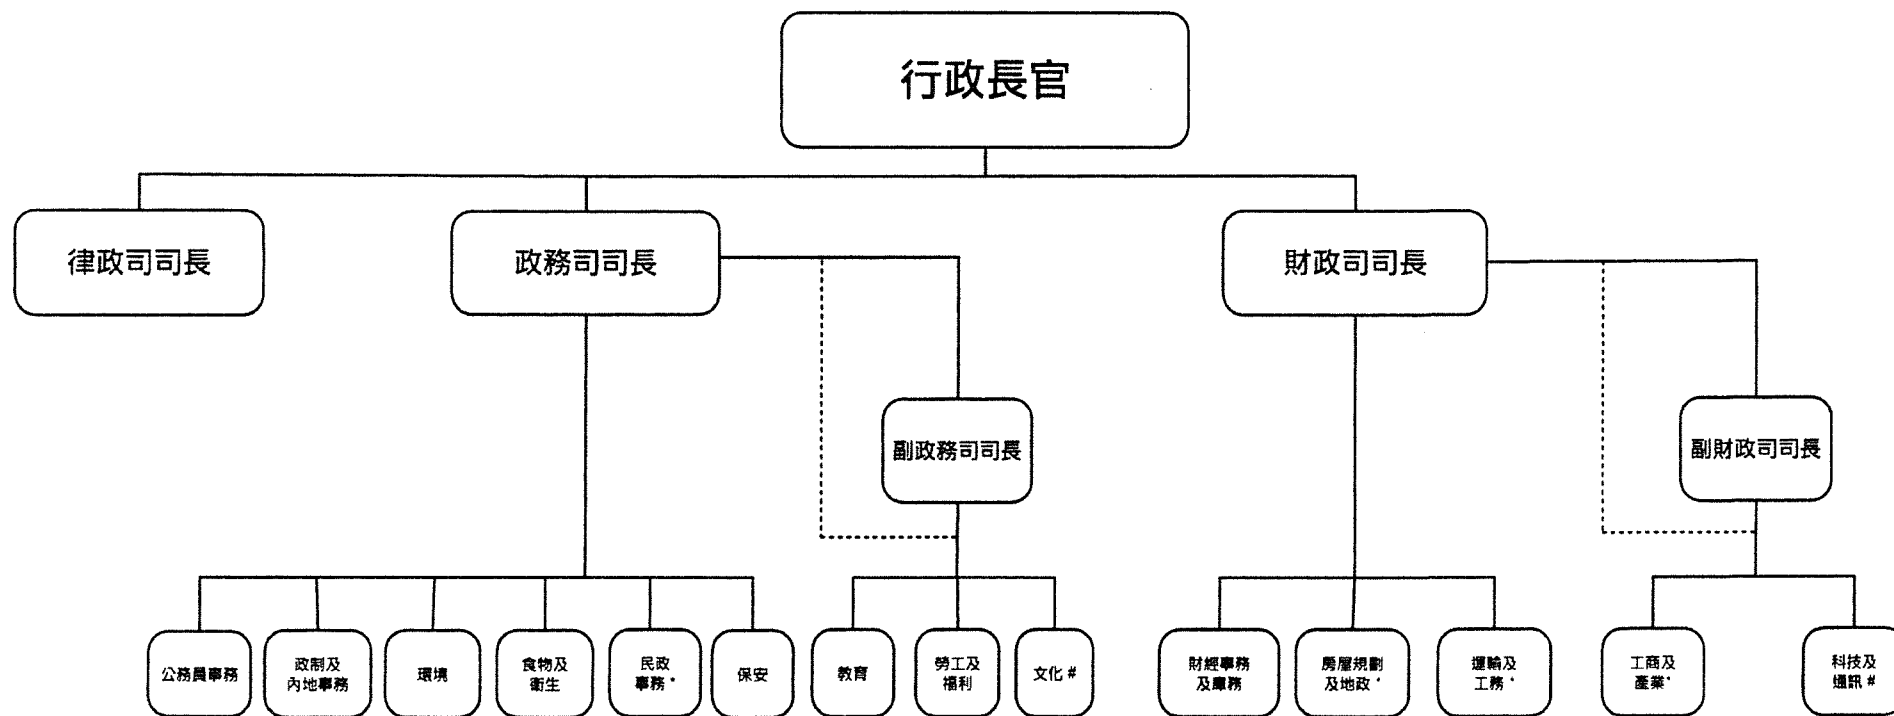 行政長官
律政司司長
政務司司長
財政司司長
副政務司司長
副財政司司長
公務員事務
政制及
內地事務
環境
食物及
衞生
民政
事務 *
保安
教育
勞工及
福利
文化 #
財經事務
及庫務
房屋規劃
及地政 *
運輸及
工務 *
工商及
產業 *
科技及
通訊 #